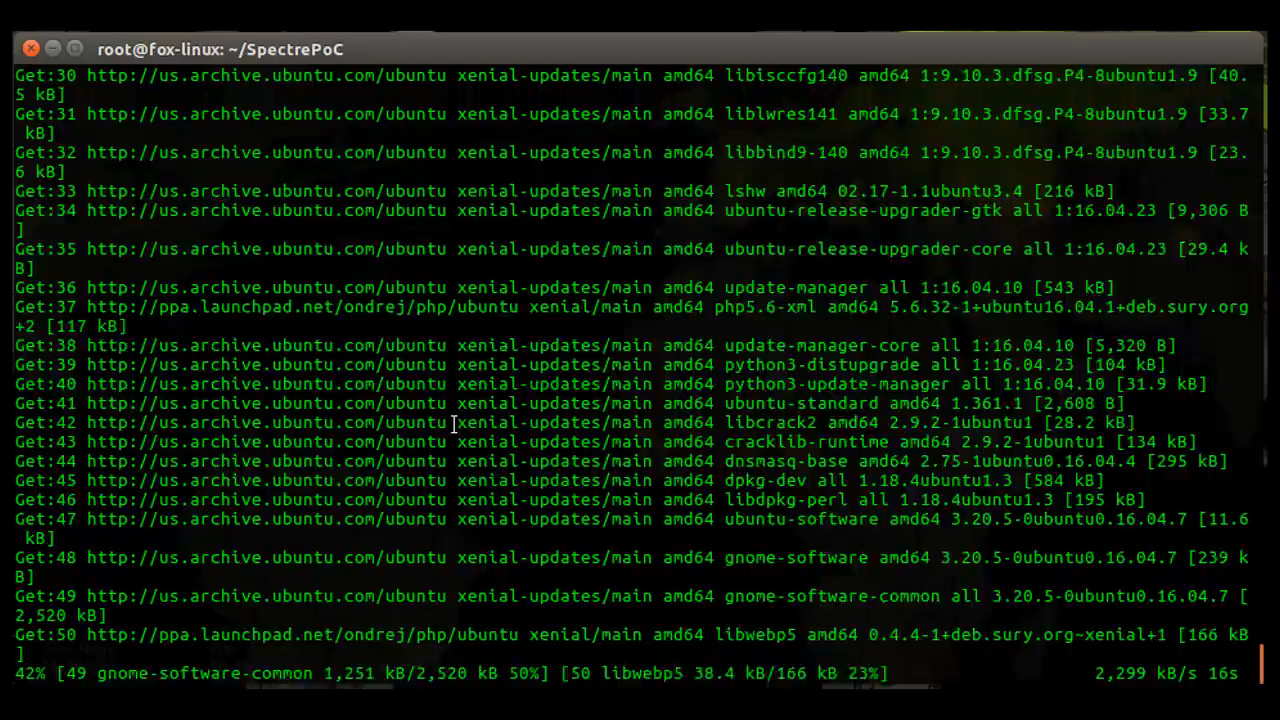 root@fox-linux: ~/SpectrePoC
Get:30 http://us.archive.ubuntu.com/ubuntu xenial-updates/main amd64 libisccfg140 amd64 1:9.10.3.dfsg.P4-8ubuntu1.9 [40.
5 kB]
Get:31 http://us.archive.ubuntu.com/ubuntu xenial-updates/main amd64 liblwres141 amd64 1:9.10.3.dfsg.P4-8ubuntu1.9 [33.7
 kB]
Get:32 http://us.archive.ubuntu.com/ubuntu xenial-updates/main amd64 libbind9-140 amd64 1:9.10.3.dfsg.P4-8ubuntu1.9 [23.
6 kB]
Get:33 http://us.archive.ubuntu.com/ubuntu xenial-updates/main amd64 lshw amd64 02.17-1.1ubuntu3.4 [216 kB]
Get:34 http://us.archive.ubuntu.com/ubuntu xenial-updates/main amd64 ubuntu-release-upgrader-gtk all 1:16.04.23 [9,306 B
]
Get:35 http://us.archive.ubuntu.com/ubuntu xenial-updates/main amd64 ubuntu-release-upgrader-core all 1:16.04.23 [29.4 k
B]
Get:36 http://us.archive.ubuntu.com/ubuntu xenial-updates/main amd64 update-manager all 1:16.04.10 [543 kB]
Get:37 http://ppa.launchpad.net/ondrej/php/ubuntu xenial/main amd64 php5.6-xml amd64 5.6.32-1+ubuntu16.04.1+deb.sury.org
+2 [117 kB]
Get:38 http://us.archive.ubuntu.com/ubuntu xenial-updates/main amd64 update-manager-core all 1:16.04.10 [5,320 B]
Get:39 http://us.archive.ubuntu.com/ubuntu xenial-updates/main amd64 python3-distupgrade all 1:16.04.23 [104 kB]
Get:40 http://us.archive.ubuntu.com/ubuntu xenial-updates/main amd64 python3-update-manager all 1:16.04.10 [31.9 kB]
Get:41 http://us.archive.ubuntu.com/ubuntu xenial-updates/main amd64 ubuntu-standard amd64 1.361.1 [2,608 B]
Get:42 http://us.archive.ubuntu.com/ubuntu xenial-updates/main amd64 libcrack2 amd64 2.9.2-1ubuntu1 [28.2 kB]
Get:43 http://us.archive.ubuntu.com/ubuntu xenial-updates/main amd64 cracklib-runtime amd64 2.9.2-1ubuntu1 [134 kB]
Get:44 http://us.archive.ubuntu.com/ubuntu xenial-updates/main amd64 dnsmasq-base amd64 2.75-1ubuntu0.16.04.4 [295 kB]
Get:45 http://us.archive.ubuntu.com/ubuntu xenial-updates/main amd64 dpkg-dev all 1.18.4ubuntu1.3 [584 kB]
Get:46 http://us.archive.ubuntu.com/ubuntu xenial-updates/main amd64 libdpkg-perl all 1.18.4ubuntu1.3 [195 kB]
Get:47 http://us.archive.ubuntu.com/ubuntu xenial-updates/main amd64 ubuntu-software amd64 3.20.5-0ubuntu0.16.04.7 [11.6
 kB]
Get:48 http://us.archive.ubuntu.com/ubuntu xenial-updates/main amd64 gnome-software amd64 3.20.5-0ubuntu0.16.04.7 [239 k
B]
Get:49 http://us.archive.ubuntu.com/ubuntu xenial-updates/main amd64 gnome-software-common all 3.20.5-0ubuntu0.16.04.7 [
2,520 kB]
Get:50 http://ppa.launchpad.net/ondrej/php/ubuntu xenial/main amd64 libwebp5 amd64 0.4.4-1+deb.sury.org~xenial+1 [166 kB
]
42% [49 gnome-software-common 1,251 kB/2,520 kB 50%] [50 libwebp5 38.4 kB/166 kB 23%] 2,299 kB/s 16s